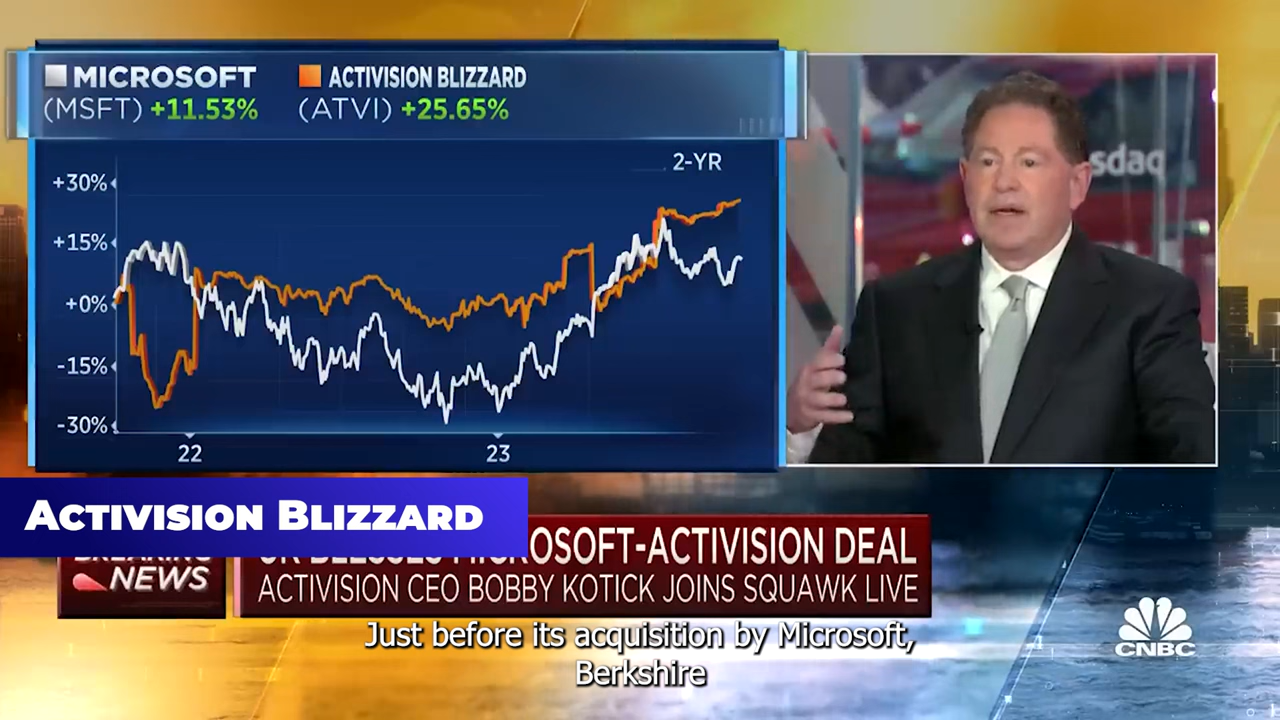 MICROSOFT
(MSFT) +11.53%
ACTIVISION BLIZZARD
(ATVI) +25.65%
2-YR
+30%
+15%
+0%
-15%
-30%
22
23
sdaq
ACTIVISION BLIZZARD
MICROSOFT-ACTIVISION DEAL
BREAKING
NEWS
ACTIVISION CEO BOBBY KOTICK JOINS SQUAWK LIVE
Just before its acquisition by Microsoft,
Berkshire
CNBC